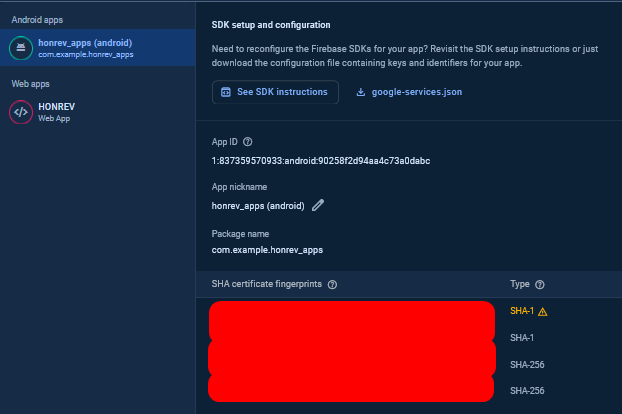 Android apps
honrev_apps (android)
com.example.honrev_apps
Web apps
HONREV
Web App
SDK setup and configuration
Need to reconfigure the Firebase SDKs for your app? Revisit the SDK setup instructions or just
download the configuration file containing keys and identifiers for your app.
See SDK instructions
google-services.json
App ID
1:837359570933:android:90258f2d94aa4c73a0dabc
App nickname
honrev_apps (android)
Package name
com.example.honrev_apps
SHA certificate fingerprints
Type
SHA-1
SHA-1
SHA-256
SHA-256